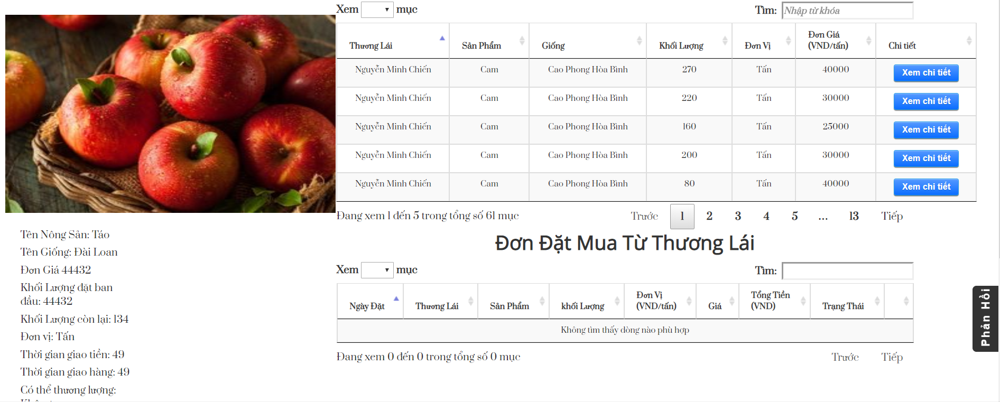 Xem mục
Tìm: Nhập từ khóa
Thương Lái Sản Phẩm Giống Khối Lượng Đơn Vị Đơn Giá (VND/tấn) Chi tiết
Nguyễn Minh Chiến Cam Cao Phong Hòa Bình 270 Tấn 40000 Xem chi tiết
Nguyễn Minh Chiến Cam Cao Phong Hòa Bình 220 Tấn 30000 Xem chi tiết
Nguyễn Minh Chiến Cam Cao Phong Hòa Bình 160 Tấn 25000 Xem chi tiết
Nguyễn Minh Chiến Cam Cao Phong Hòa Bình 200 Tấn 30000 Xem chi tiết
Nguyễn Minh Chiến Cam Cao Phong Hòa Bình 80 Tấn 40000 Xem chi tiết
Đang xem 1 đến 5 trong tổng số 61 mục
Trước 1 2 3 4 5 … 13 Tiếp
Tên Nông Sản: Táo
Tên Giống: Đài Loan
Đơn Giá 44432
Khối Lượng đặt ban
đầu: 44432
Khối Lượng còn lại: 134
Đơn vị: Tấn
Thời gian giao tiền: 49
Thời gian giao hàng: 49
Có thể thương lượng:
Đơn Đặt Mua Từ Thương Lái
Xem mục
Tìm:
Ngày Đặt Thương Lái Sản Phẩm khối Lượng Đơn Vị (VND/tấn) Giá Tổng Tiền (VND) Trạng Thái
Không tìm thấy dòng nào phù hợp
Đang xem 0 đến 0 trong tổng số 0 mục
Trước Tiếp
Phản Hồi